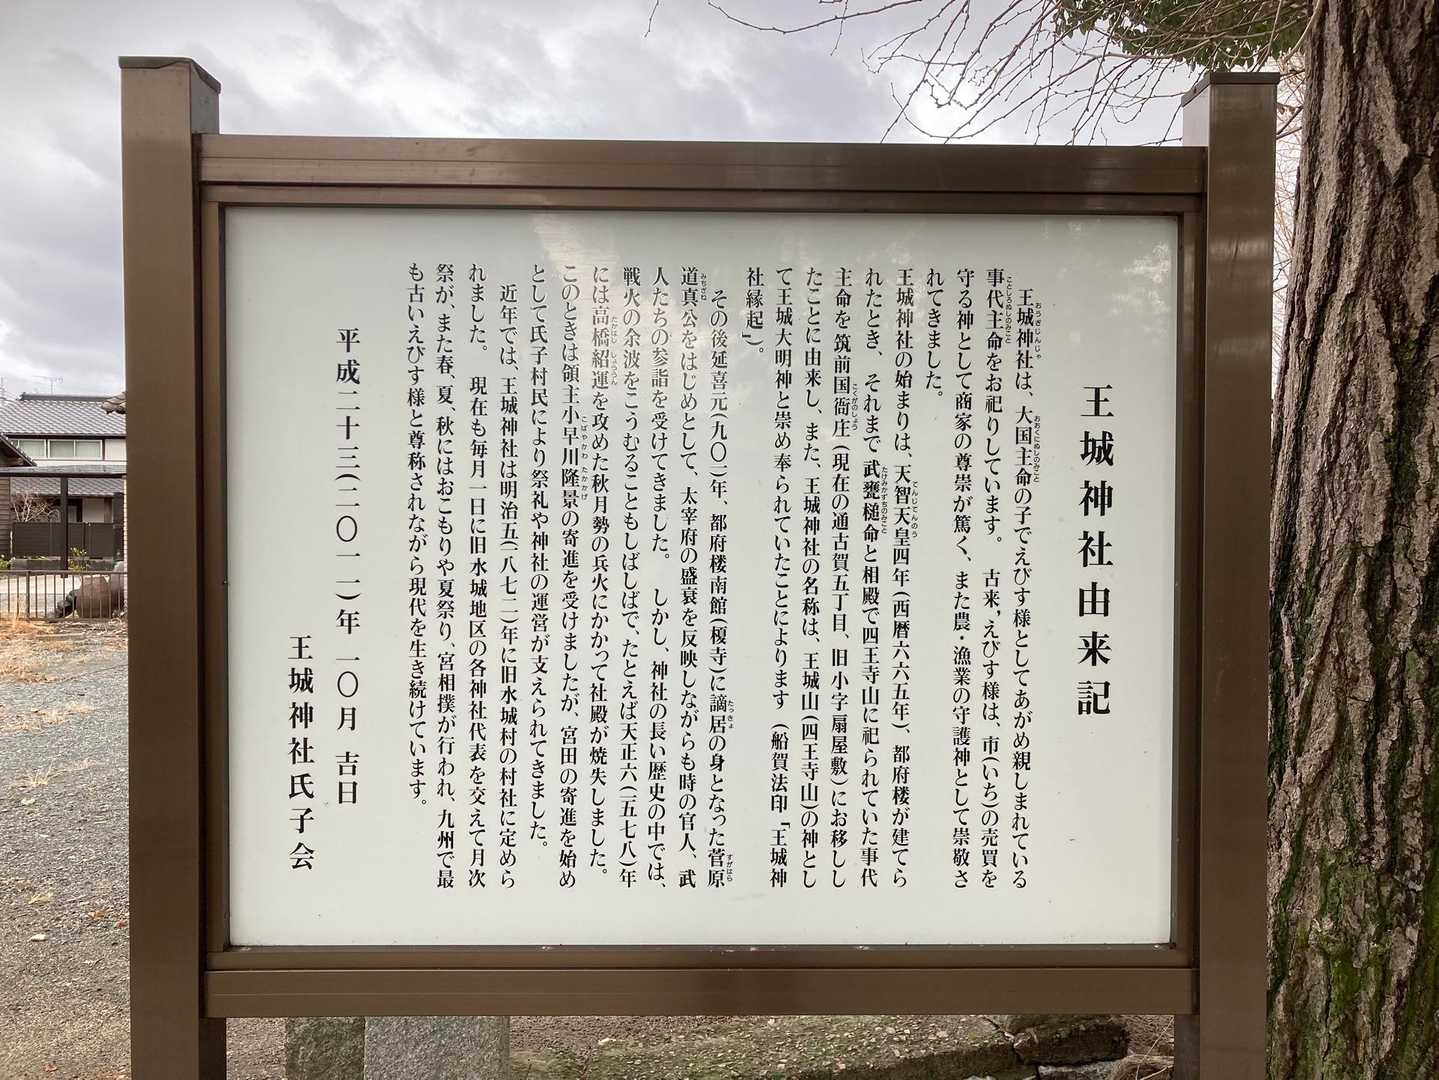 王城神社由来記
王城神社は、大国主命の子でえびす様としてあがめ親しまれている
事代主命をお祀りしています。 古来，えびす様は、市(いち)の売買を
守る神として商家の尊崇が篤く、また農・漁業の守護神として崇敬さ
れてきました。
王城神社の始まりは、天智天皇四年(西暦六六五年)、都府楼が建てら
れたとき、それまで武甕槌命と相殿で四王寺山に祀られていた事代
主命を筑前国衙庄(現在の通古賀五丁目、旧小字扇屋敷)にお移しし
たことに由来し、また、王城神社の名称は、王城山(四王寺山)の神とし
て王城大明神と崇め奉られていたことによります (船賀法印「王城神
社縁起」)。
その後延喜元(九〇一)年、都府楼南館(榎寺)に謫居の身となった菅原
道真公をはじめとして、太宰府の盛衰を反映しながらも時の官人、武
人たちの参詣を受けてきました。 しかし、神社の長い歴史の中では、
戦火の余波をこうむることもしばしばで、たとえば天正六(一五七八)年
には高橋紹運を攻めた秋月勢の兵火にかかって社殿が焼失しました。
このときは領主小早川隆景の寄進を受けましたが、宮田の寄進を始め
として氏子村民により祭礼や神社の運営が支えられてきました。
近年では、王城神社は明治五(一八七二)年に旧水城村の村社に定めら
れました。 現在も毎月一日に旧水城地区の各神社代表を交えて月次
祭が、また春、夏、秋にはおこもりや夏祭り、宮相撲が行われ、九州で最
も古いえびす様と尊称されながら現代を生き続けています。
平成二十三(二〇一一)年 一〇月 吉日
王城神社氏子会